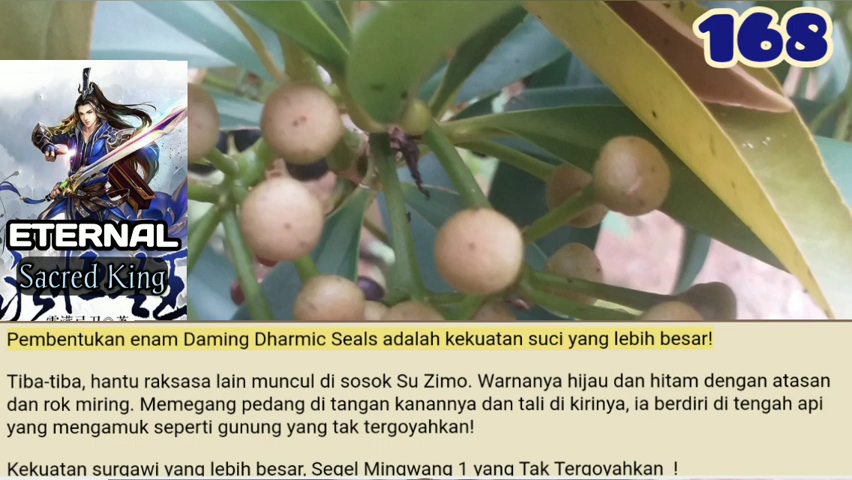 168
ETERNAL
Sacred King
Pembentukan enam Daming Dharmic Seals adalah kekuatan suci yang lebih besar!
Tiba-tiba, hantu raksasa lain muncul di sosok Su Zimo. Warnanya hijau dan hitam dengan atasan
dan rok miring. Memegang pedang di tangan kanannya dan tali di kirinya, ia berdiri di tengah api
yang mengamuk seperti gunung yang tak tergoyahkan!
Kekuatan surgawi yang lebih besar, Segel Mingwang 1 yang Tak Tergoyahkan !